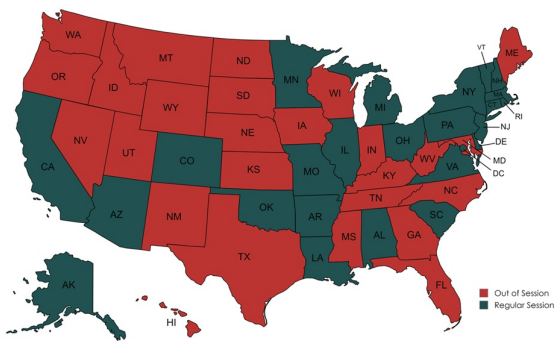 WA
MT
ND
MN
VT
ME
OR
ID
SD
WI
MI
NY
NH
MA
CT
RI
WY
IA
PA
NJ
NV
NE
IL
IN
OH
DE
MD
DC
CA
UT
CO
KS
MO
KY
WV
VA
AZ
NM
OK
AR
TN
NC
SC
TX
LA
MS
AL
GA
AK
HI
FL
Out of Session
Regular Session